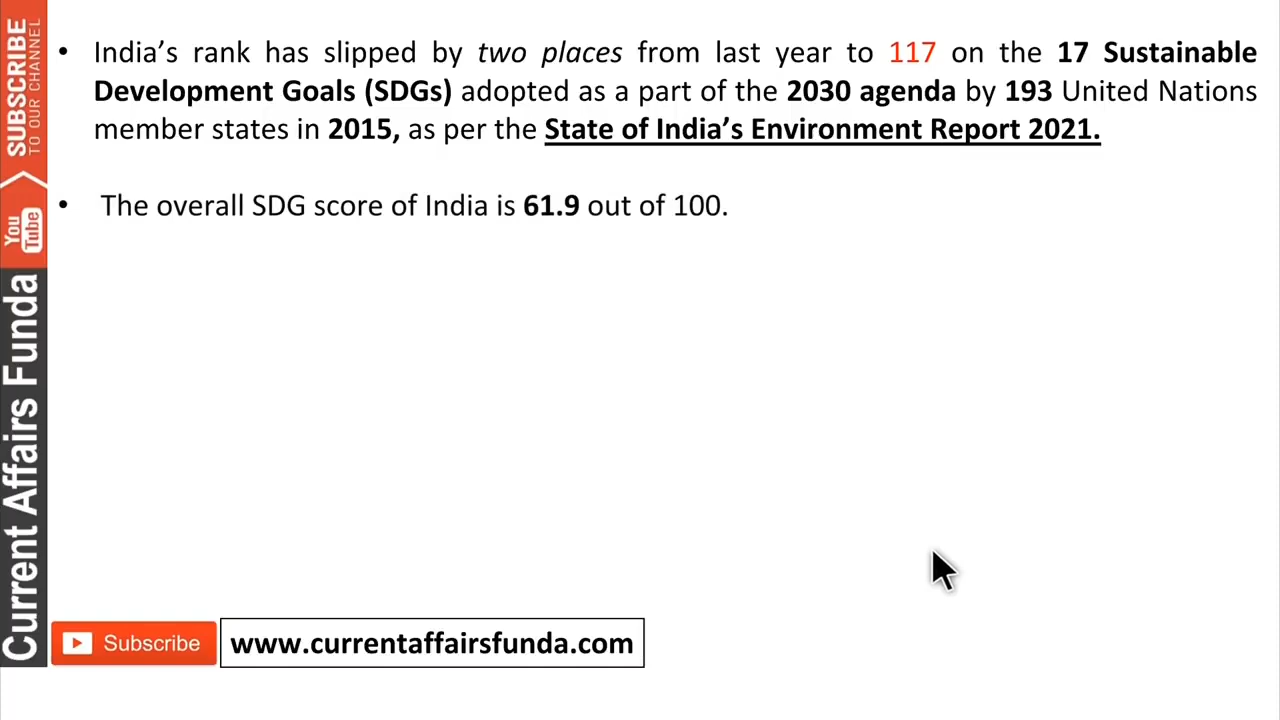 SUBSCRIBE
TO OUR CHANNEL
You
Tube
Current Affairs Funda
• India’s rank has slipped by two places from last year to 117 on the 17 Sustainable
Development Goals (SDGs) adopted as a part of the 2030 agenda by 193 United Nations
member states in 2015, as per the State of India’s Environment Report 2021.
• The overall SDG score of India is 61.9 out of 100.
Subscribe
www.currentaffairsfunda.com